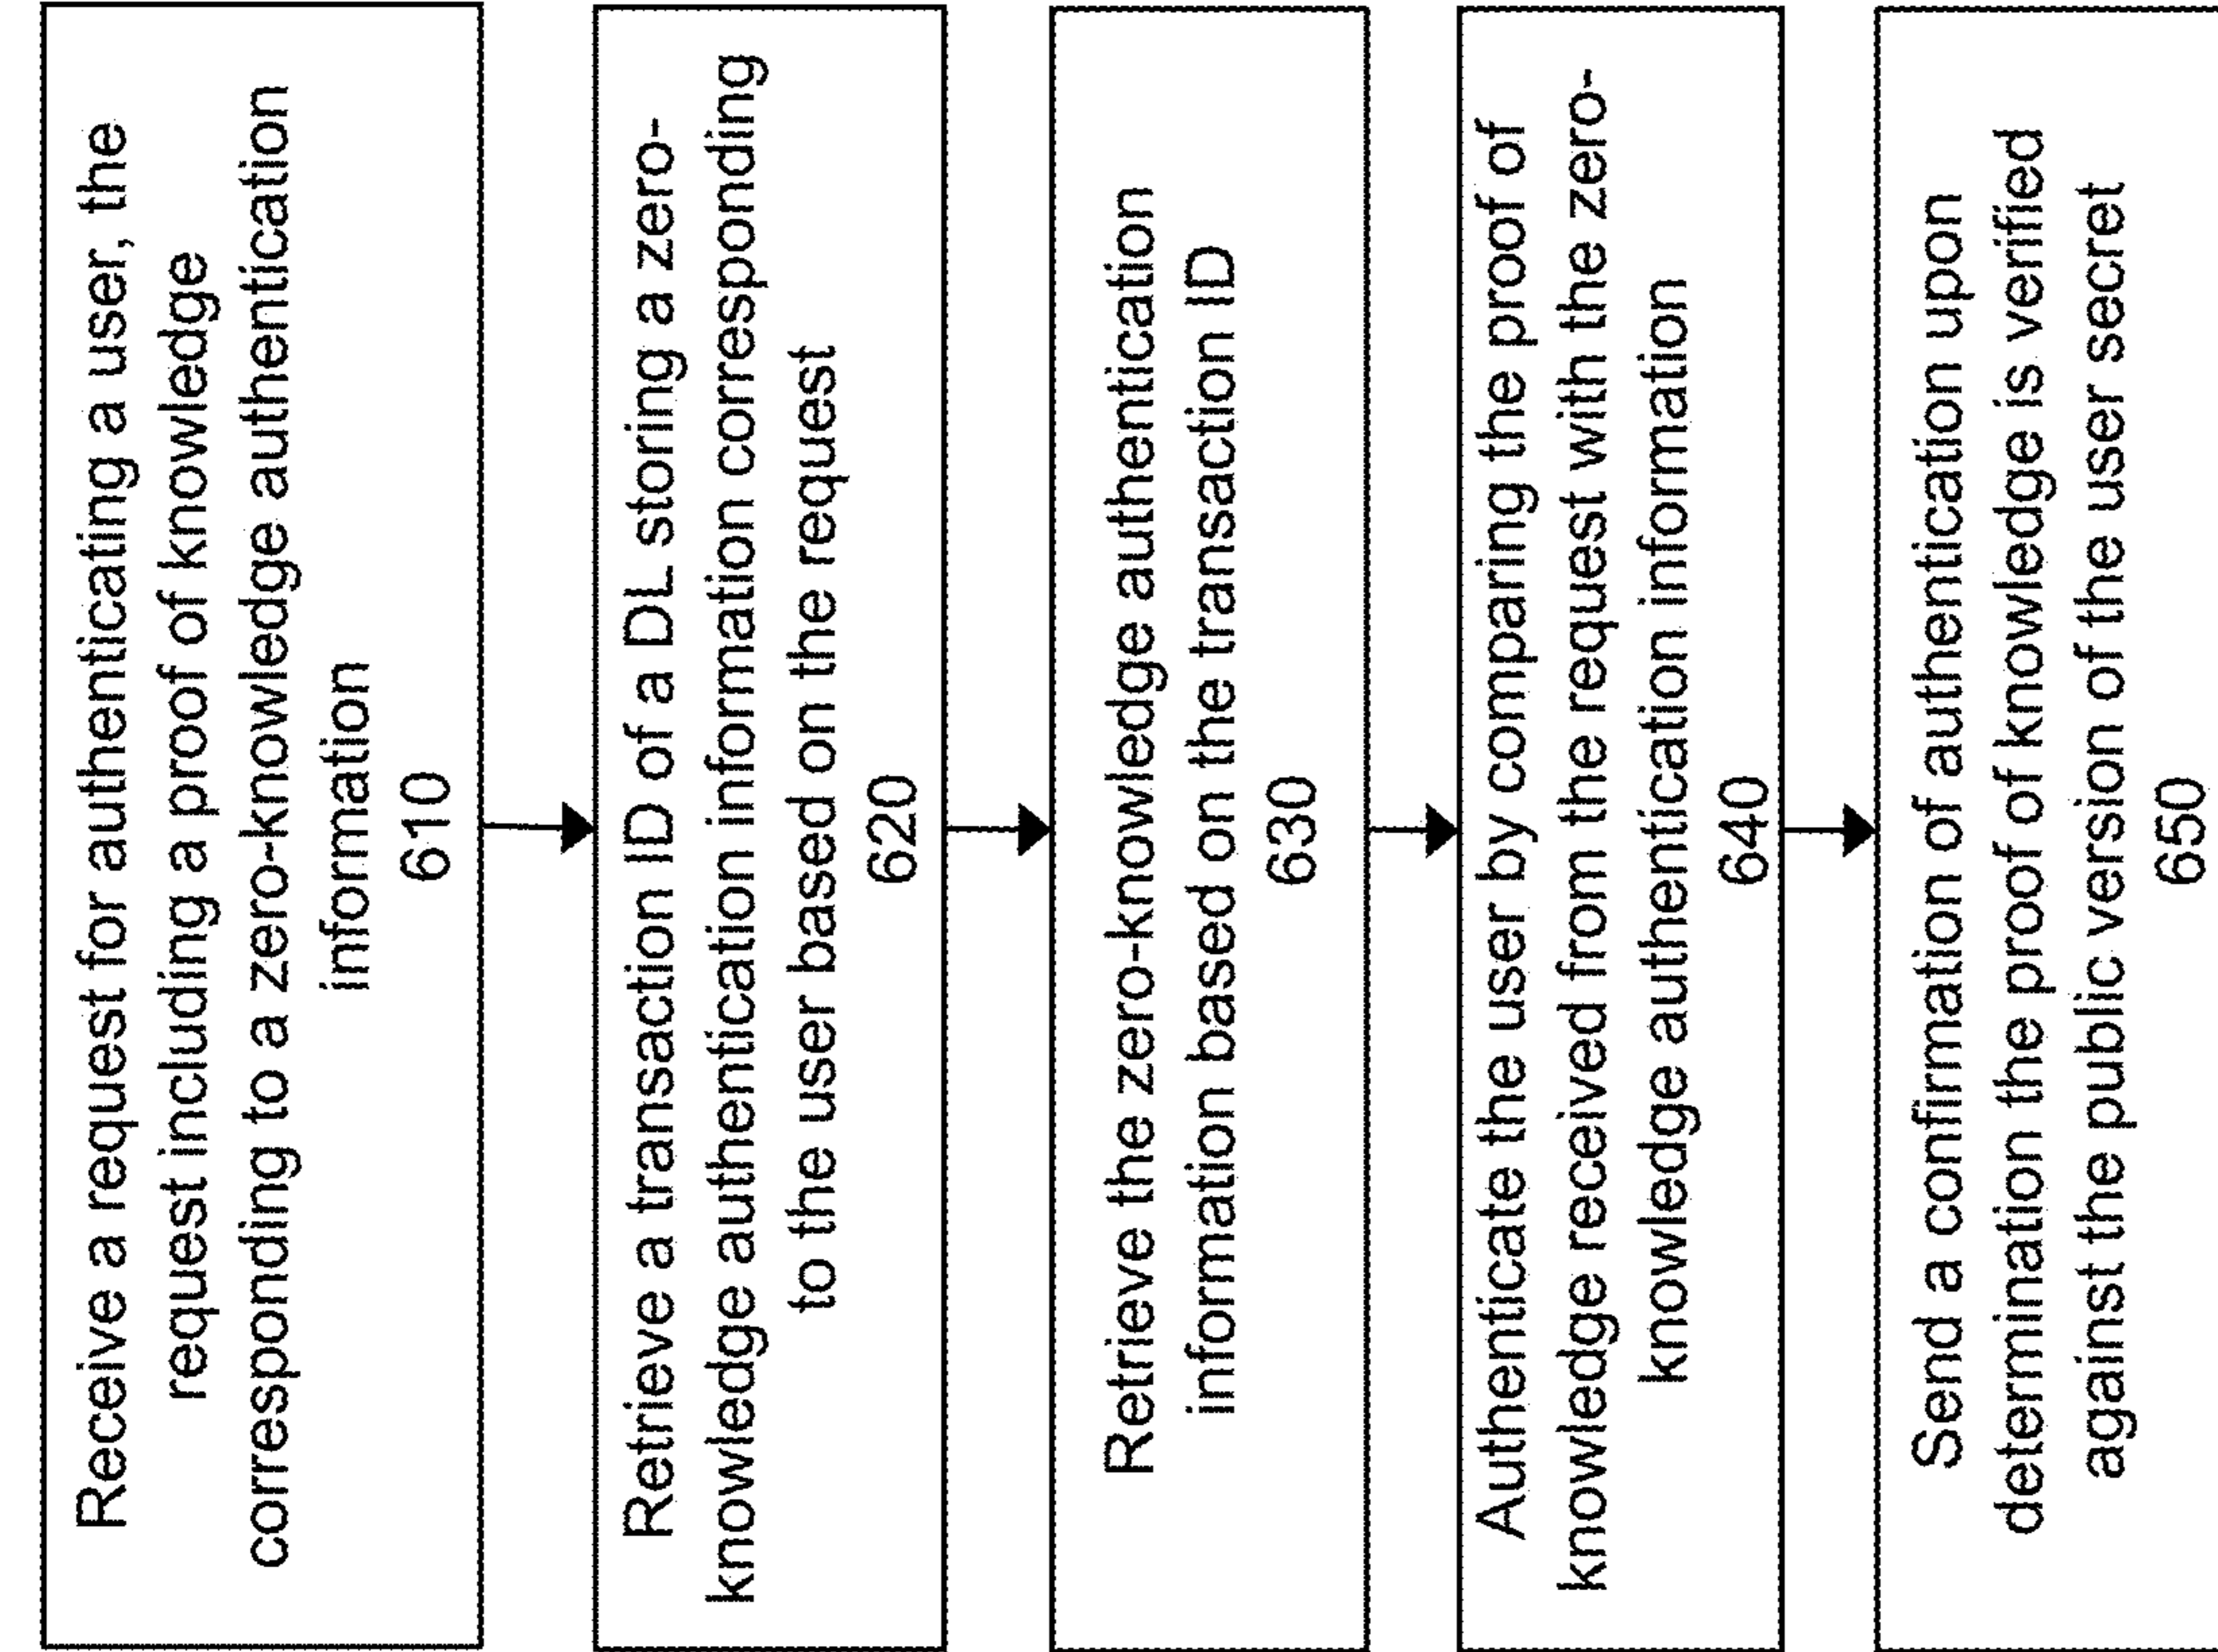 Receive a request for authenticating a user, the
request including a proof of knowledge
corresponding to a zero-knowledge authentication
information
610
Retrieve a transaction ID of a DL storing a zero-
knowledge authentication information corresponding
to the user based on the request
620
Retrieve the zero-knowledge authentication
information based on the transaction ID
630
Authenticate the user by comparing the proof of
knowledge received from the request with the zero-
knowledge authentication information
640
Send a confirmation of authentication upon
determination the proof of knowledge is verified
against the public version of the user secret
650